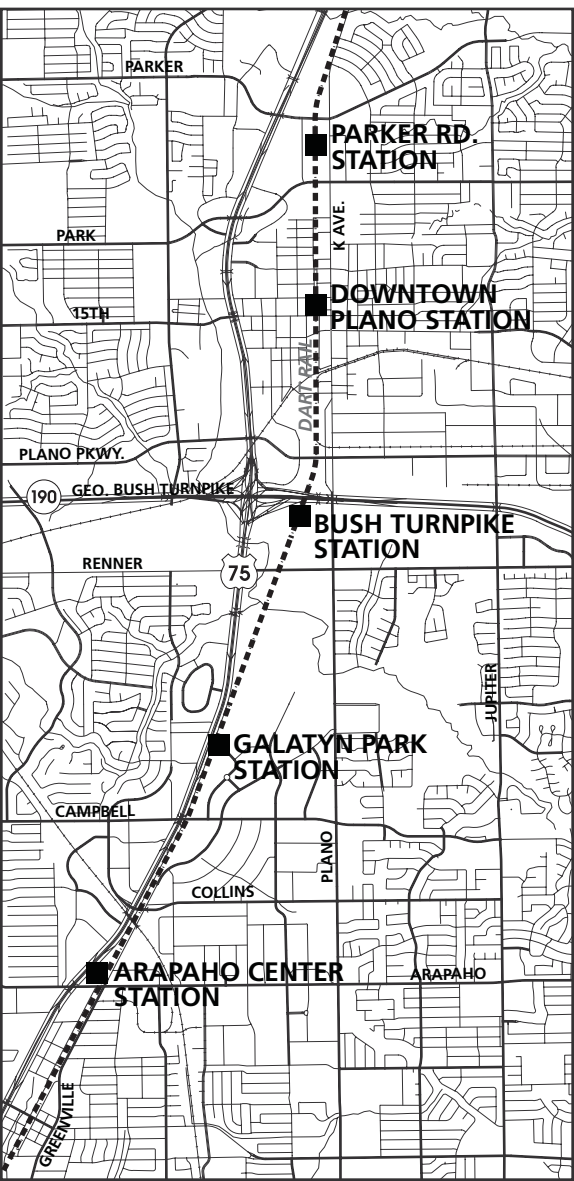 PARKER
PARKER RD.
STATION
K AVE.
PARK
DOWNTOWN
PLANO STATION
15TH
DART RAIL
PLANO PKWY.
190
GEO. BUSH TURNPIKE
BUSH TURNPIKE
STATION
RENNER
75
JUPITER
GALATYN PARK
STATION
CAMPBELL
PLANO
COLLINS
ARAPAHO CENTER
STATION
ARAPAHO
GREENVILLE